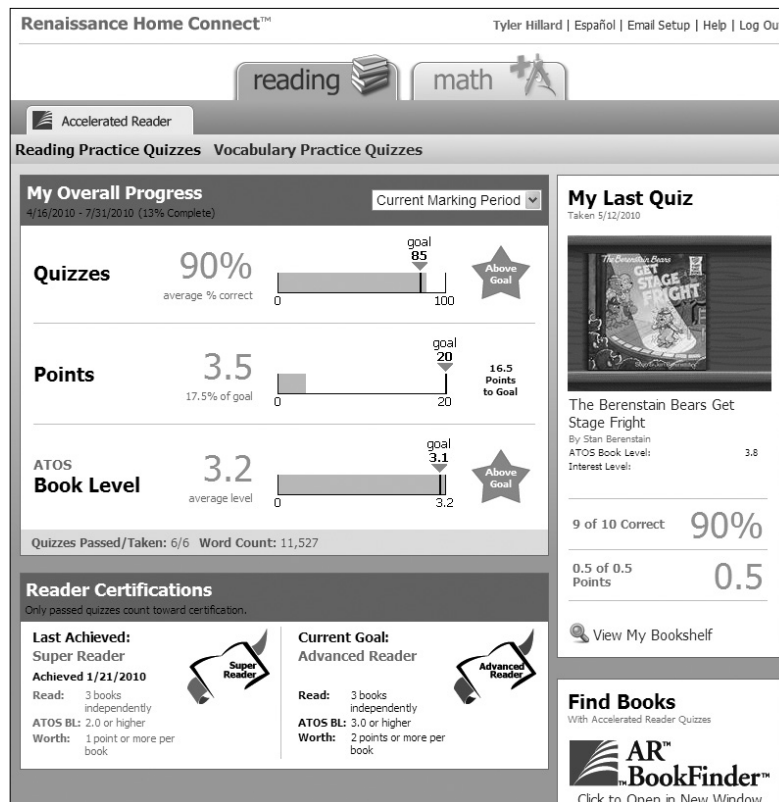 Renaissance Home Connect™
Tyler Hillard | Español | Email Setup | Help | Log Ou
reading
math
Accelerated Reader
Reading Practice Quizzes Vocabulary Practice Quizzes
My Overall Progress
4/16/2010 - 7/31/2010 (13% Complete)
Current Marking Period
Quizzes
90%
average % correct
goal
85
0
100
Above
Goal
Points
3.5
17.5% of goal
goal
20
0
20
16.5
Points
to Goal
ATOS
Book Level
3.2
average level
goal
3.1
0
3.2
Above
Goal
Quizzes Passed/Taken: 6/6 Word Count: 11,527
Reader Certifications
Only passed quizzes count toward certification.
Last Achieved:
Super Reader
Achieved 1/21/2010
Read: 3 books
independently
ATOS BL: 2.0 or higher
Worth: 1 point or more per
book
Super
Reader
Current Goal:
Advanced Reader
Read: 3 books
independently
ATOS BL: 3.0 or higher
Worth: 2 points or more per
book
Advanced
Reader
My Last Quiz
Taken 5/12/2010
The Berenstain Bears
GET
STAGE
FRIGHT
The Berenstain Bears Get
Stage Fright
By Stan Berenstain
ATOS Book Level: 3.8
Interest Level:
9 of 10 Correct 90%
0.5 of 0.5
Points
0.5
View My Bookshelf
Find Books
With Accelerated Reader Quizzes
AR™
BookFinder™
Click to Open in New Window